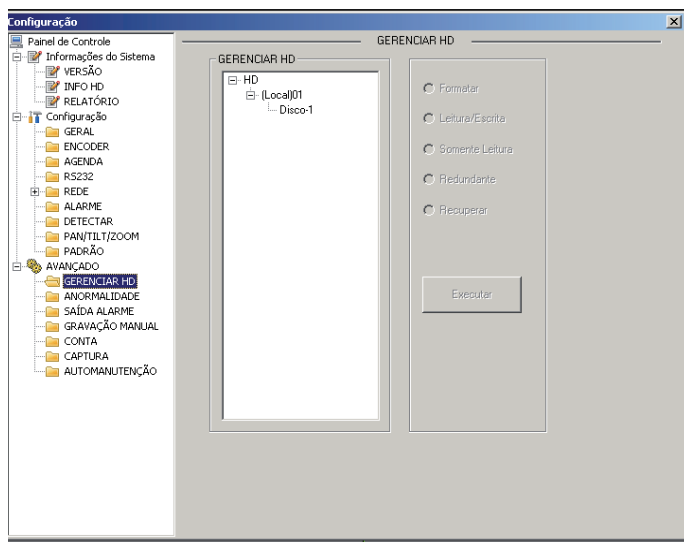 Configuração
Painel de Controle
Informações do Sistema
VERSÃO
INFO HD
RELATÓRIO
Configuração
GERAL
ENCODER
AGENDA
RS232
REDE
ALARME
DETECTAR
PAN/TILT/ZOOM
PADRÃO
AVANÇADO
GERENCIAR HD
ANORMALIDADE
SAÍDA ALARME
GRAVAÇÃO MANUAL
CONTA
CAPTURA
AUTOMANUTENÇÃO
GERENCIAR HD
GERENCIAR HD
HD
(Local)01
Disco-1
Formatar
Leitura/Escrita
Somente Leitura
Redundante
Recuperar
Executar